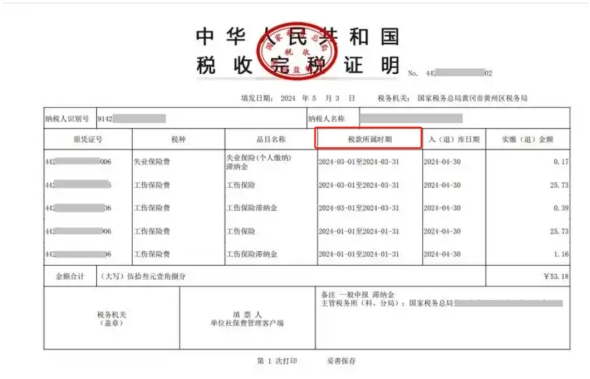 中华人民共和国
税收完税证明
No. 442 02
填发日期： 2024 年 5 月 3 日 税务机关： 国家税务总局黄冈市黄州区税务局
纳税人识别号 9142 纳税人名称
原凭证号 税种 品目名称 税款所属时期 入（退）库日期 实缴（退）金额
442 006 失业保险费 失业保险(个人缴纳)滞纳金 2024-03-01至2024-03-31 2024-04-30 0.17
442 工伤保险费 工伤保险 2024-03-01至2024-03-31 2024-04-30 25.73
442 906 工伤保险费 工伤保险滞纳金 2024-03-01至2024-03-31 2024-04-30 0.39
442 906 工伤保险费 工伤保险 2024-01-01至2024-01-31 2024-04-30 25.73
442 006 工伤保险费 工伤保险滞纳金 2024-01-01至2024-01-31 2024-04-30 1.16
金额合计 （大写）伍拾叁元壹角捌分 ￥53.18
税务机关
（盖章）
填 票 人
单位社保费管理客户端
备注 一般申报 滞纳金
主管税务所（科、分局）：国家税务总局
第 1 次打印 妥善保存